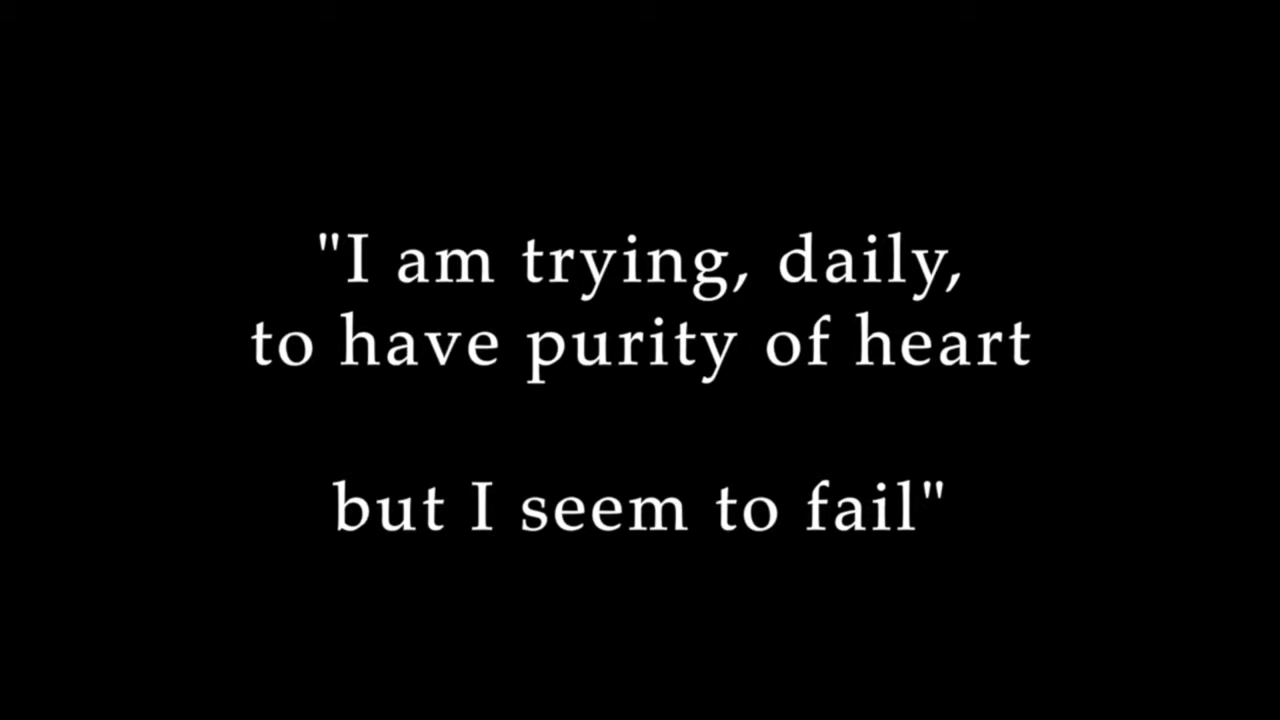 "I am trying, daily,
to have purity of heart
but I seem to fail"